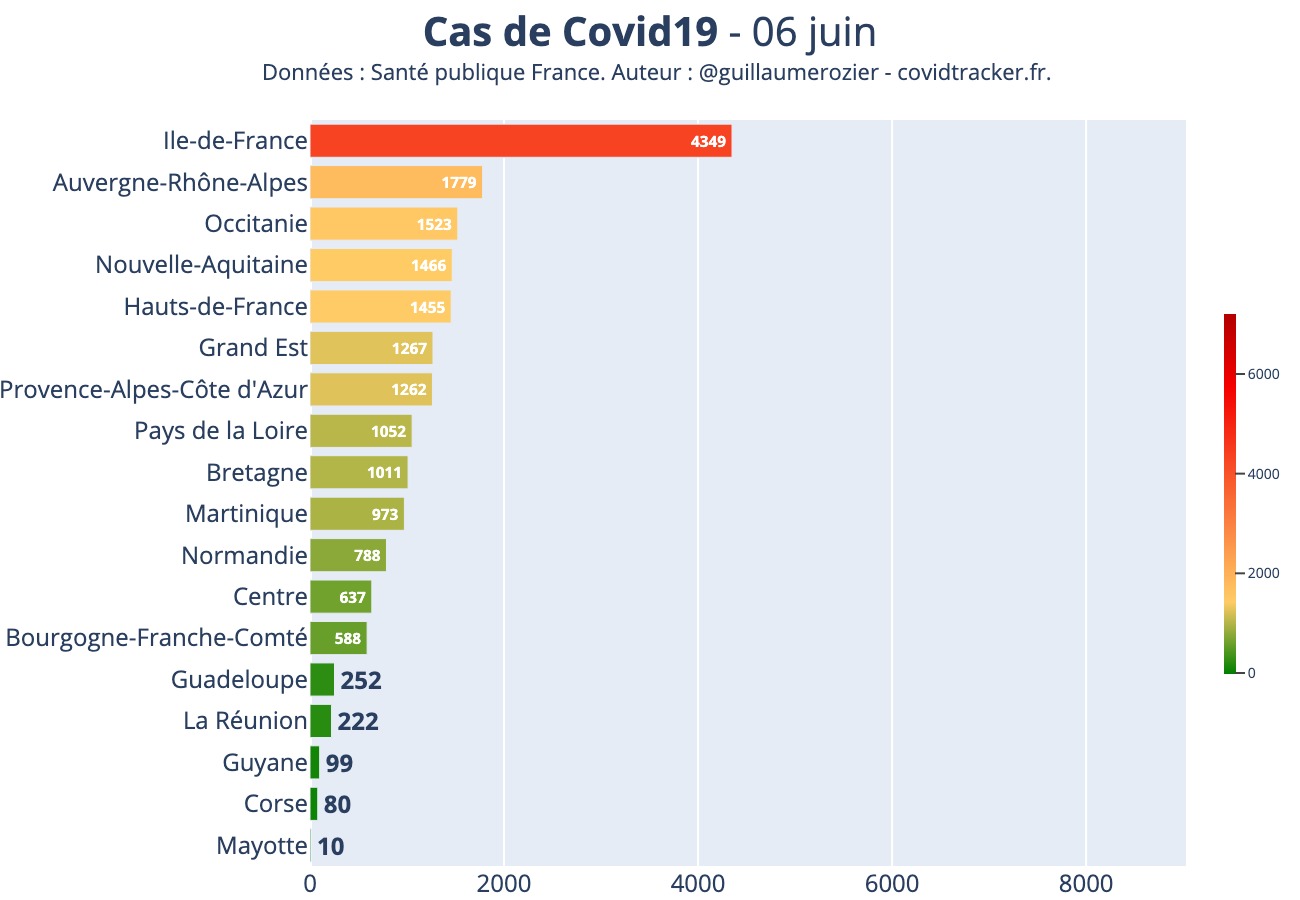 Cas de Covid19 - 06 juin
Données : Santé publique France. Auteur : @guillaumerozier - covidtracker.fr.
Ile-de-France 4349
Auvergne-Rhône-Alpes 1779
Occitanie 1523
Nouvelle-Aquitaine 1466
Hauts-de-France 1455
Grand Est 1267
Provence-Alpes-Côte d'Azur 1262
Pays de la Loire 1052
Bretagne 1011
Martinique 973
Normandie 788
Centre 637
Bourgogne-Franche-Comté 588
Guadeloupe 252
La Réunion 222
Guyane 99
Corse 80
Mayotte 10
0 2000 4000 6000 8000
6000
4000
2000
0